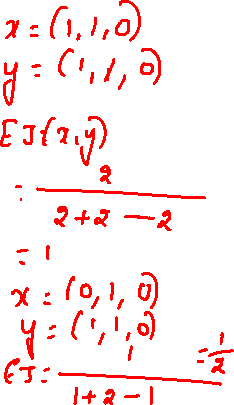 x = (1, 1, 0)
y = (1, 1, 0)
EJ(x, y)
= 2 / (2 + 2 - 2)
= 1
x = (0, 1, 0)
y = (1, 1, 0)
EJ = 1 / (1 + 2 - 1) = 1/2